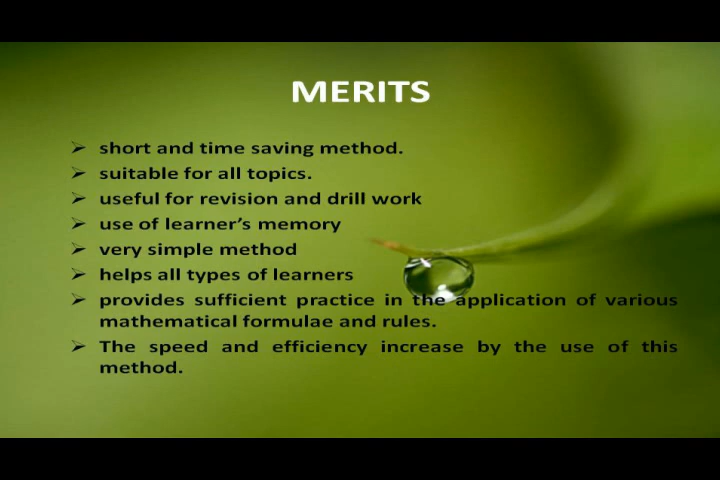 MERITS
short and time saving method.
suitable for all topics.
useful for revision and drill work
use of learner’s memory
very simple method
helps all types of learners
provides sufficient practice in the application of various
mathematical formulae and rules.
The speed and efficiency increase by the use of this
method.